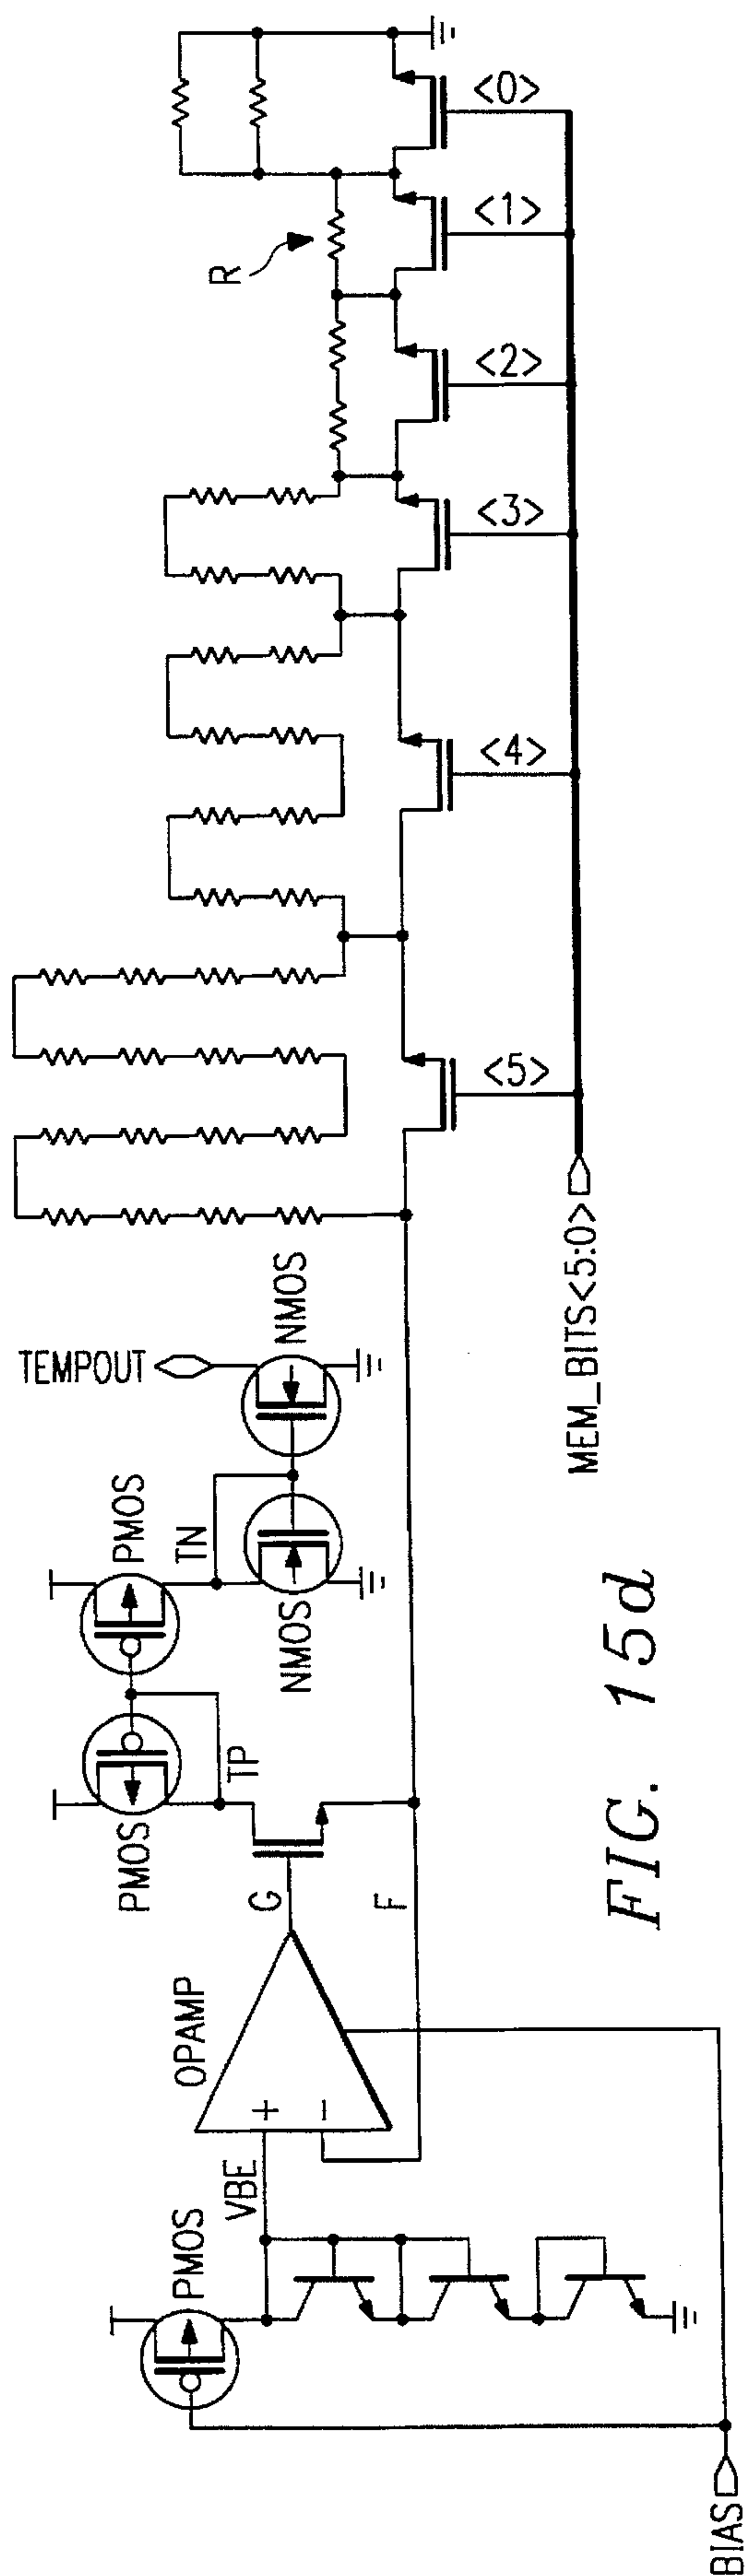 BIAS
PMOS
VBE
OPAMP
+
−
G
F
PMOS
TP
PMOS
TN
NMOS
NMOS
TEMPOUT
MEM_BITS<5:0>
<5>
<4>
<3>
<2>
<1>
<0>
R
FIG. 15d